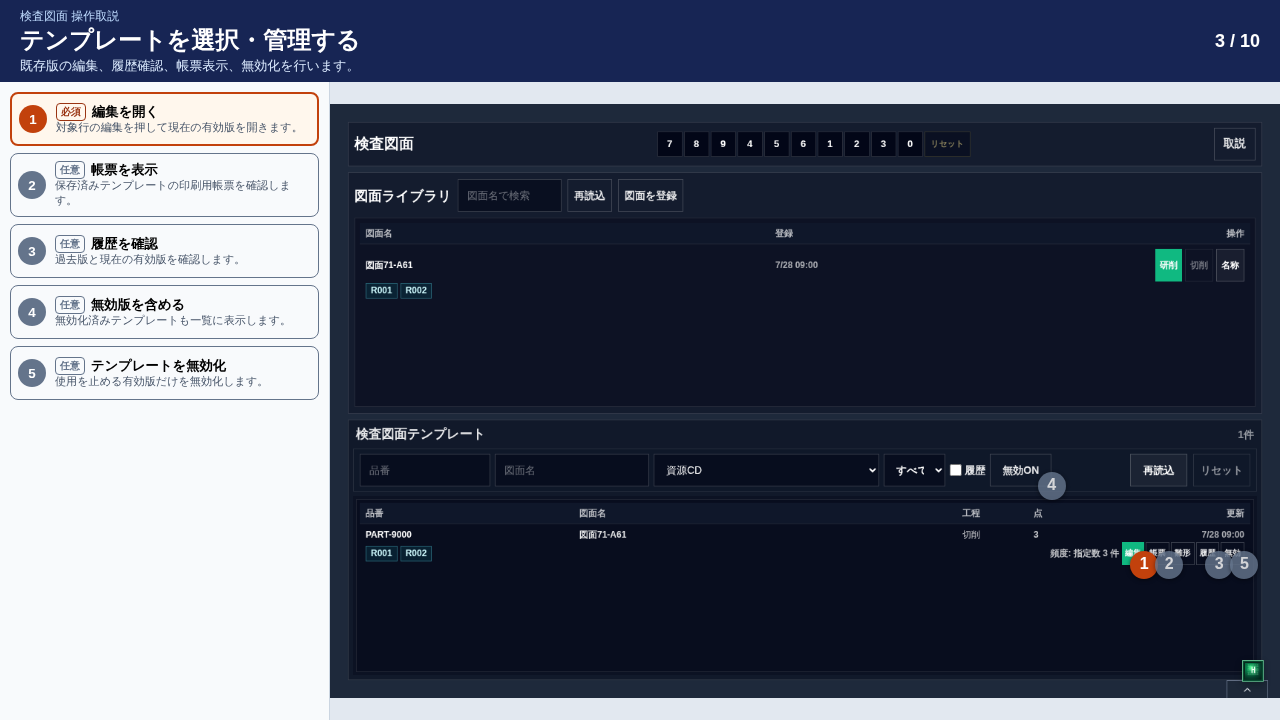 検査図面 操作取説
テンプレートを選択・管理する
既存版の編集、履歴確認、帳票表示、無効化を行います。
3 / 10
1
必須 編集を開く
対象行の編集を押して現在の有効版を開きます。
2
任意 帳票を表示
保存済みテンプレートの印刷用帳票を確認しま
す。
3
任意 履歴を確認
過去版と現在の有効版を確認します。
4
任意 無効版を含める
無効化済みテンプレートも一覧に表示します。
5
任意 テンプレートを無効化
使用を止める有効版だけを無効化します。
検査図面 7 8 9 4 5 6 1 2 3 0 リセット 取説
図面ライブラリ 図面名で検索 再読込 図面を登録
図面名 登録 操作
図面71-A61 7/28 09:00 研削 切削 名称
R001 R002
検査図面テンプレート 1件
品番 図面名 資源CD すべて 履歴 無効ON 再読込 リセット
4
品番 図面名 工程 点 更新
PART-9000 図面71-A61 切削 3 7/28 09:00
R001 R002 頻度: 指定数 3 件
1 2 3 5